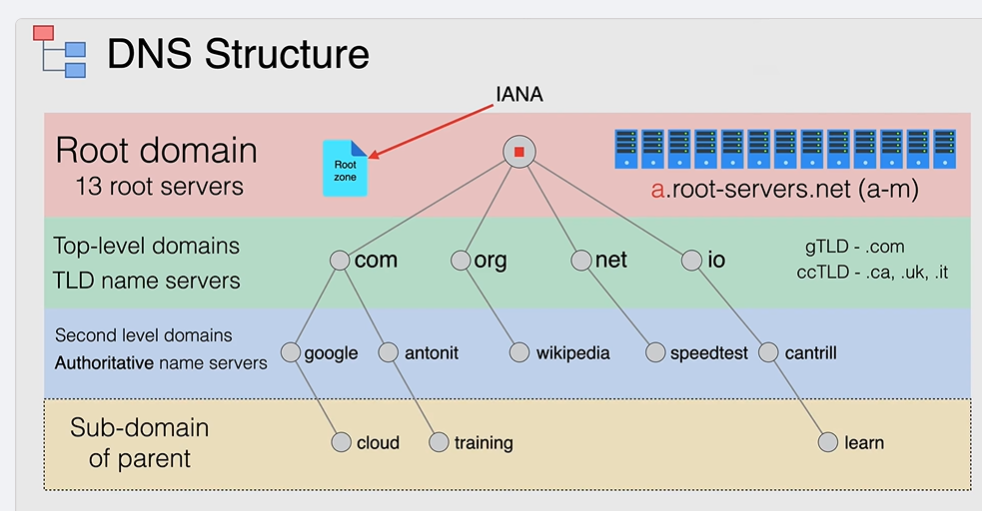 DNS Structure
IANA
Root domain
13 root servers
Root
zone
a.root-servers.net (a-m)
Top-level domains
TLD name servers
com
org
net
io
gTLD - .com
ccTLD - .ca, .uk, .it
Second level domains
Authoritative name servers
google
antonit
wikipedia
speedtest
cantrill
Sub-domain
of parent
cloud
training
learn